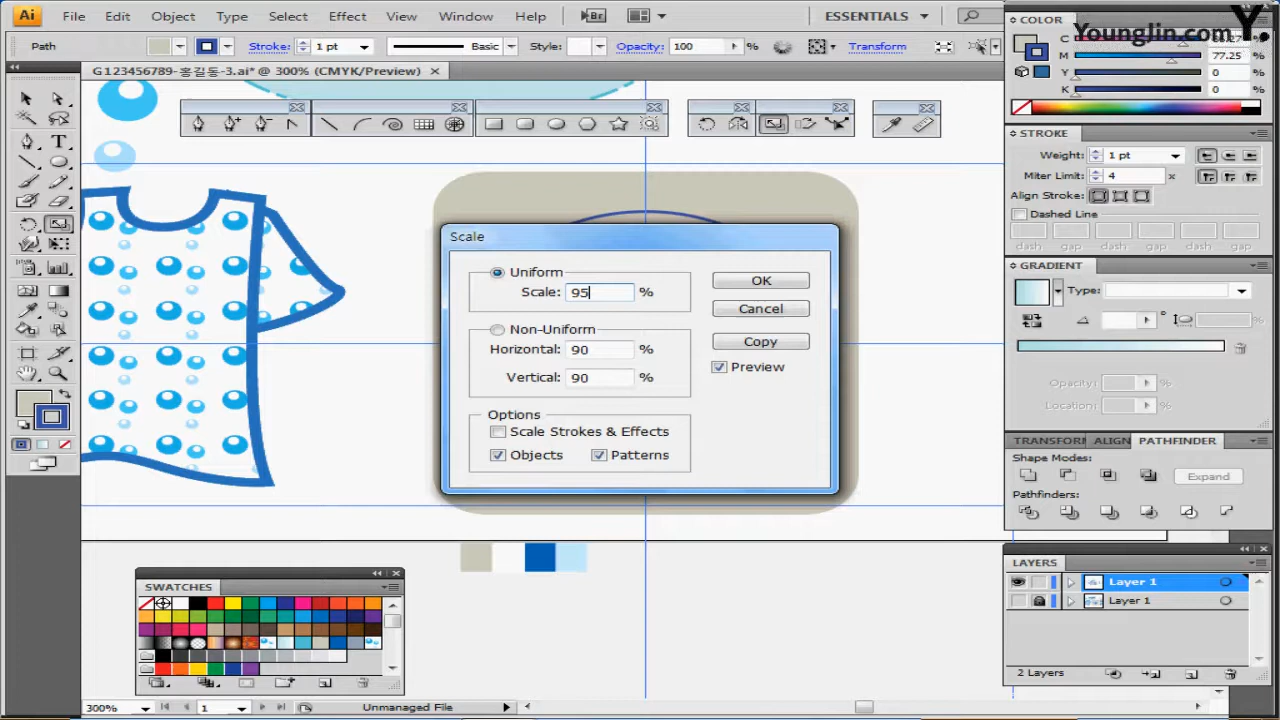 Ai File Edit Object Type Select Effect View Window Help Br ESSENTIALS
Path Stroke: 1 pt Basic Style: Opacity: 100 % Transform
G123456789-홍길동-3.ai* @ 300% (CMYK/Preview)
COLOR
Younglin.com Y.
C
M 77.25
Y 0
K 0 %
STROKE
Weight: 1 pt
Miter Limit: 4 x
Align Stroke:
Dashed Line
dash gap dash gap dash gap
GRADIENT
Type:
°
%
Opacity: %
Location: %
TRANSFORM ALIGN PATHFINDER
Shape Modes:
Expand
Pathfinders:
LAYERS
Layer 1
Layer 1
2 Layers
Scale
Uniform
Scale: 95 %
Non-Uniform
Horizontal: 90 %
Vertical: 90 %
Options
Scale Strokes & Effects
Objects Patterns
OK
Cancel
Copy
Preview
SWATCHES
300% 1 Unmanaged File